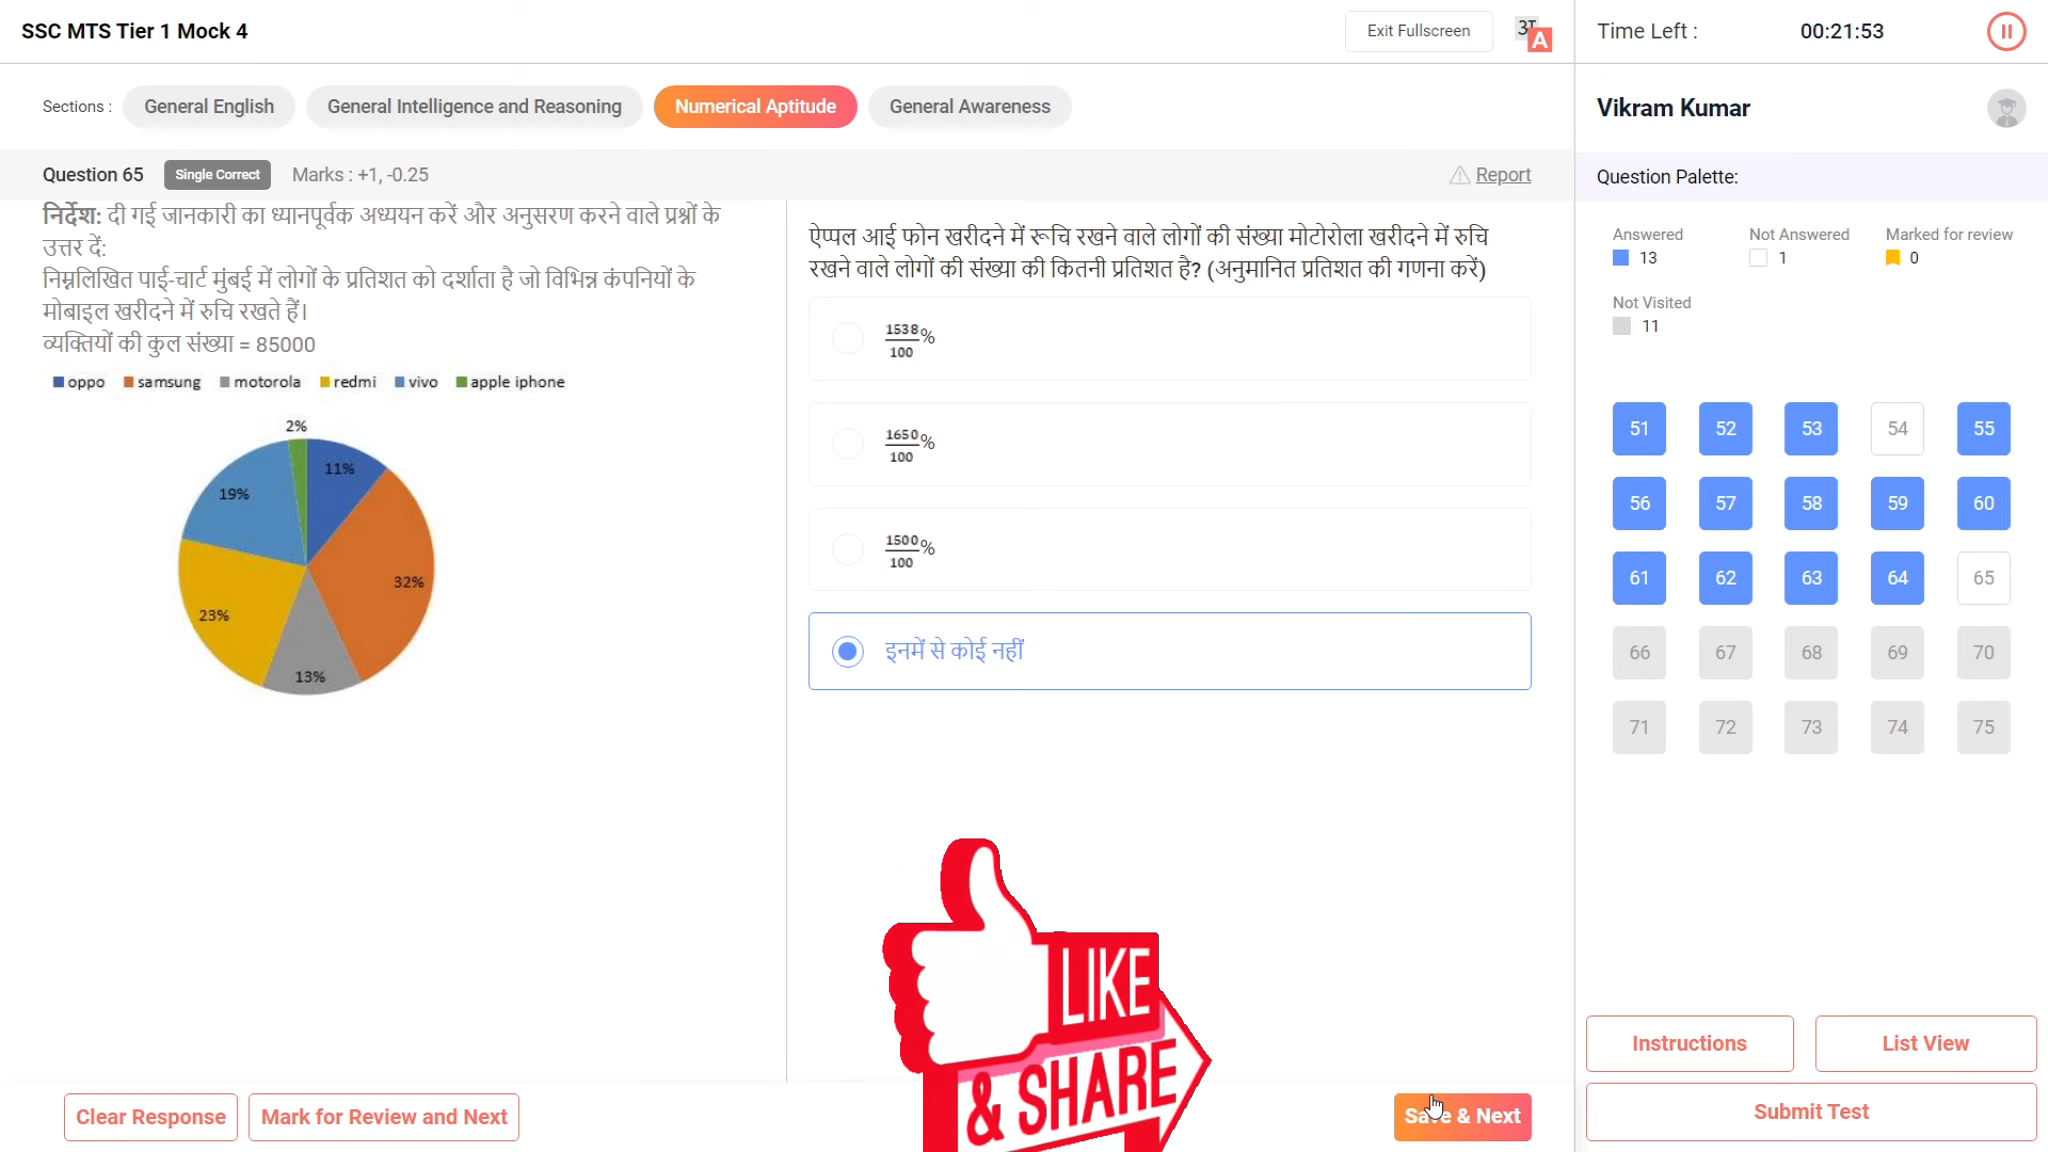 SSC MTS Tier 1 Mock 4
Exit Fullscreen
Time Left :
00:21:53
Sections :
General English
General Intelligence and Reasoning
Numerical Aptitude
General Awareness
Vikram Kumar
Question 65
Single Correct
Marks : +1, -0.25
Report
Question Palette:
निर्देश: दी गई जानकारी का ध्यानपूर्वक अध्ययन करें और अनुसरण करने वाले प्रश्नों के
उत्तर दें:
निम्नलिखित पाई-चार्ट मुंबई में लोगों के प्रतिशत को दर्शाता है जो विभिन्न कंपनियों के
मोबाइल खरीदने में रुचि रखते हैं।
व्यक्तियों की कुल संख्या = 85000
oppo samsung motorola redmi vivo apple iphone
2%
11%
19%
32%
23%
13%
ऐप्पल आई फोन खरीदने में रूचि रखने वाले लोगों की संख्या मोटोरोला खरीदने में रुचि
रखने वाले लोगों की संख्या की कितनी प्रतिशत है? (अनुमानित प्रतिशत की गणना करें)
1538/100 %
1650/100 %
1500/100 %
इनमें से कोई नहीं
LIKE
& SHARE
Answered
13
Not Answered
1
Marked for review
0
Not Visited
11
51 52 53 54 55
56 57 58 59 60
61 62 63 64 65
66 67 68 69 70
71 72 73 74 75
Instructions
List View
Clear Response
Mark for Review and Next
Save & Next
Submit Test